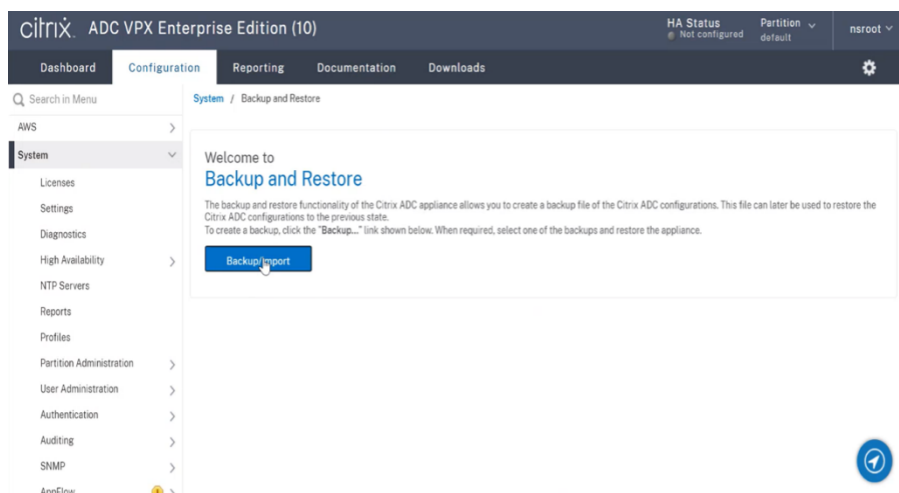 citrix. ADC VPX Enterprise Edition (10)
HA Status
Not configured
Partition
default
nsroot
Dashboard Configuration Reporting Documentation Downloads
Search in Menu
System / Backup and Restore
AWS
System
Licenses
Settings
Diagnostics
High Availability
NTP Servers
Reports
Profiles
Partition Administration
User Administration
Authentication
Auditing
SNMP
AppFlow
Welcome to
Backup and Restore
The backup and restore functionality of the Citrix ADC appliance allows you to create a backup file of the Citrix ADC configurations. This file can later be used to restore the
Citrix ADC configurations to the previous state.
To create a backup, click the "Backup..." link shown below. When required, select one of the backups and restore the appliance.
Backup/Import